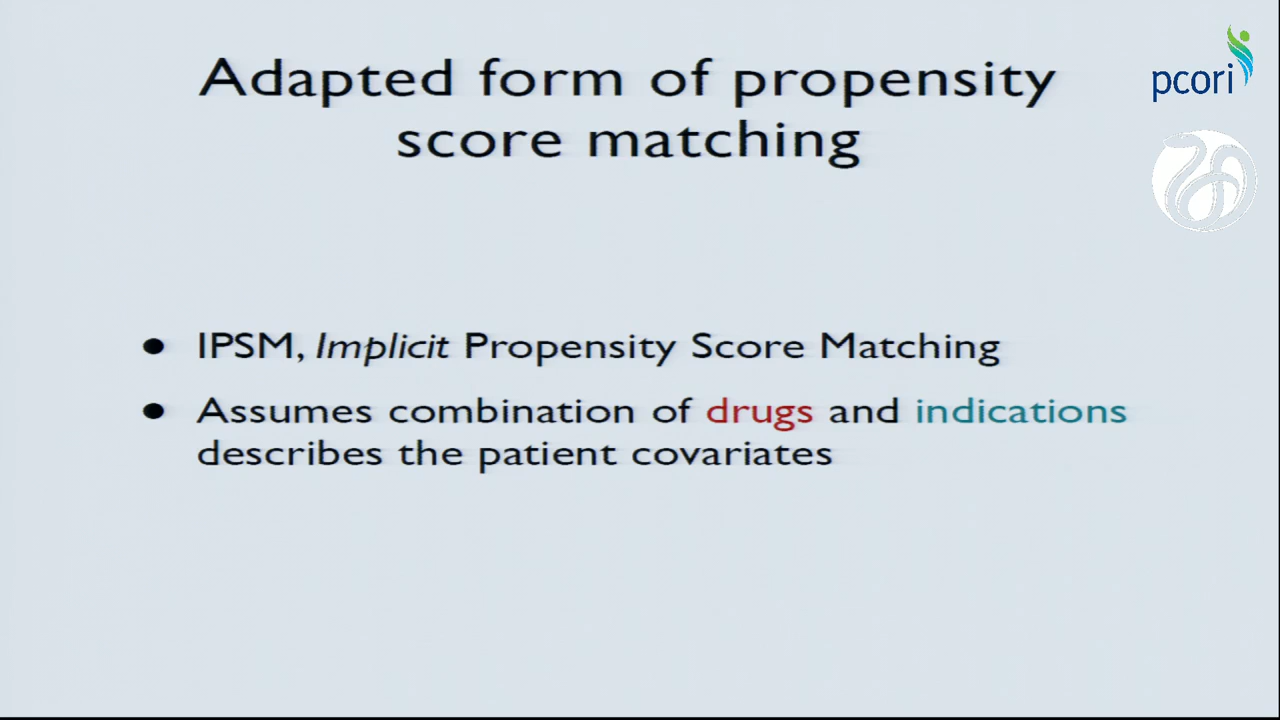 Adapted form of propensity
score matching
pcori
● IPSM, Implicit Propensity Score Matching
● Assumes combination of drugs and indications
describes the patient covariates